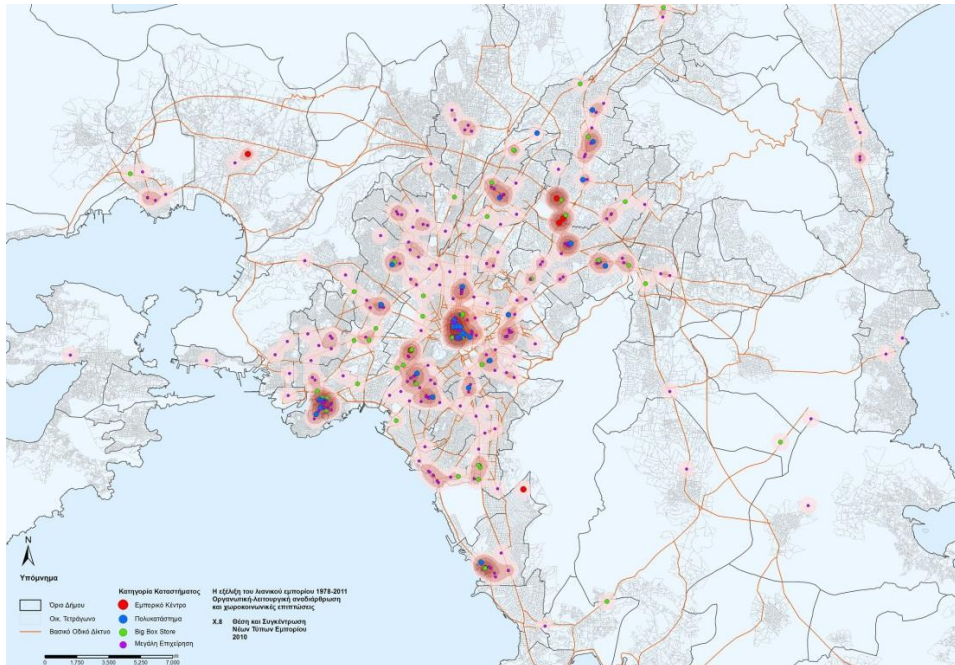 N
Υπόμνημα
Όρια Δήμου
Οικ. Τετράγωνο
Βασικό Οδικό Δίκτυο
Κατηγορία Καταστήματος
Εμπορικό Κέντρο
Πολυκατάστημα
Big Box Store
Μεγάλη Επιχείρηση
Η εξέλιξη του λιανικού εμπορίου 1978-2011
Οργανωτική-λειτουργική αναδιάρθρωση
και χωροκοινωνικές επιπτώσεις
Χ.8 Θέση και Συγκέντρωση
Νέων Τύπων Εμπορίου
2010
0 1.750 3.500 5.250 7.000